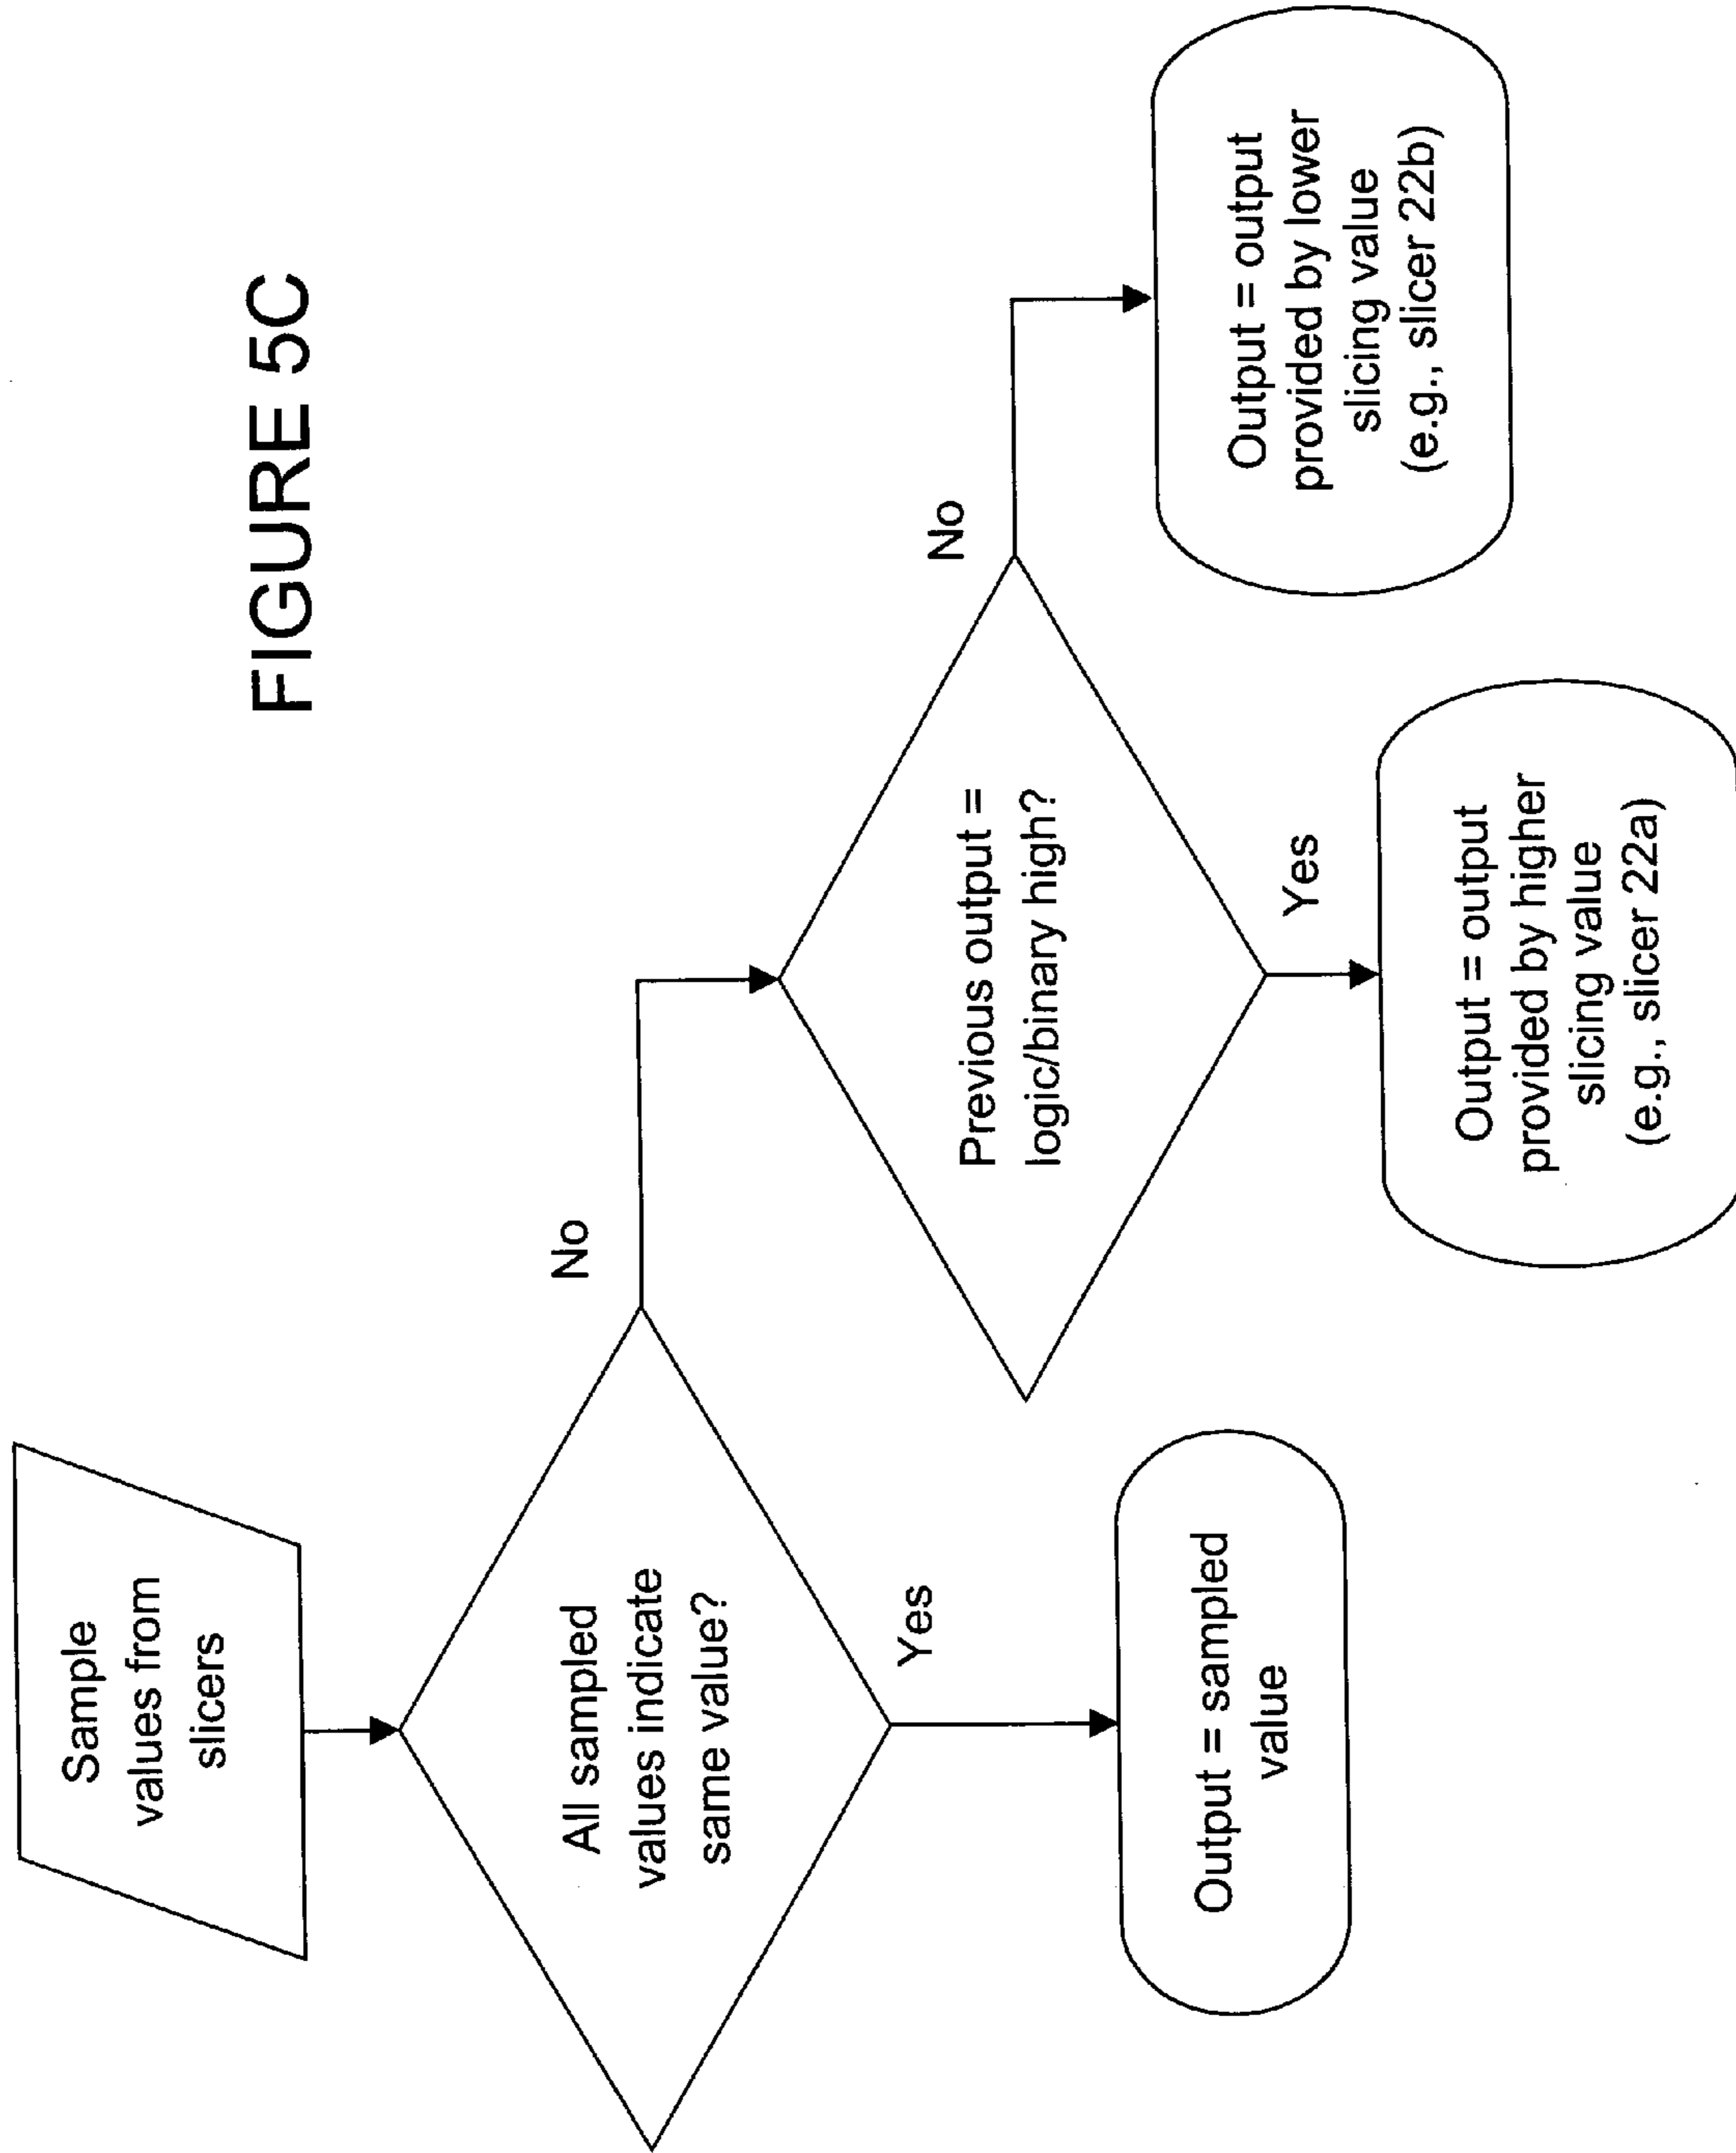 FIGURE 5C
Sample
values from
slicers
All sampled
values indicate
same value?
No
Yes
Output = sampled
value
Previous output =
logic/binary high?
No
Yes
Output = output
provided by higher
slicing value
(e.g., slicer 22a)
Output = output
provided by lower
slicing value
(e.g., slicer 22b)